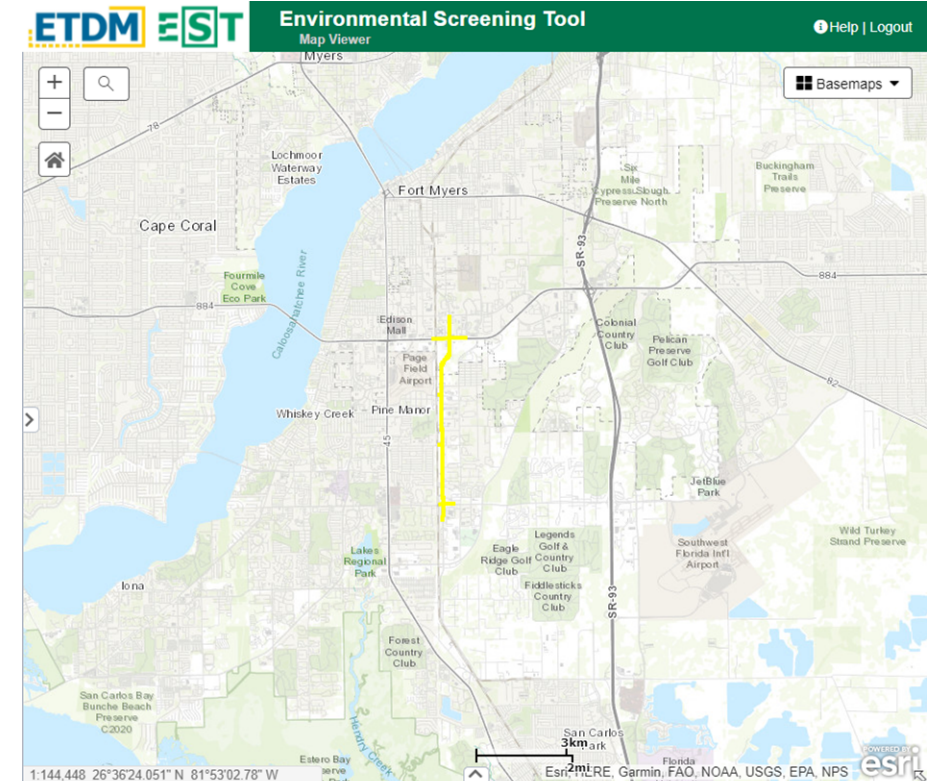 ETDM EST
Environmental Screening Tool
Map Viewer
Help | Logout
Myers
+
−
Basemaps
78
Lochmoor
Waterway
Estates
Six
Mile
Cypress Slough
Preserve North
Buckingham
Trails
Preserve
Fort Myers
Cape Coral
SR-93
Caloosahatchee River
Fourmile
Cove
Eco Park
884
884
Edison
Mall
Colonial
Country
Club
Pelican
Preserve
Golf Club
Page
Field
Airport
82
Whiskey Creek
Pine Manor
45
JetBlue
Park
Wild Turkey
Strand Preserve
Legends
Golf &
Country
Club
Eagle
Ridge Golf
Club
Southwest
Florida Int'l
Airport
Lakes
Regional
Park
Iona
Fiddlesticks
Country
Club
SR-93
Forest
Country
Club
San Carlos Bay
Bunche Beach
Preserve
C2020
Hendry Creek
San Carlos
Park
3km
2mi
Estero Bay
Florida
POWERED BY
esri
1:144,448 26°36'24.051" N 81°53'02.78" W
Esri, HERE, Garmin, FAO, NOAA, USGS, EPA, NPS